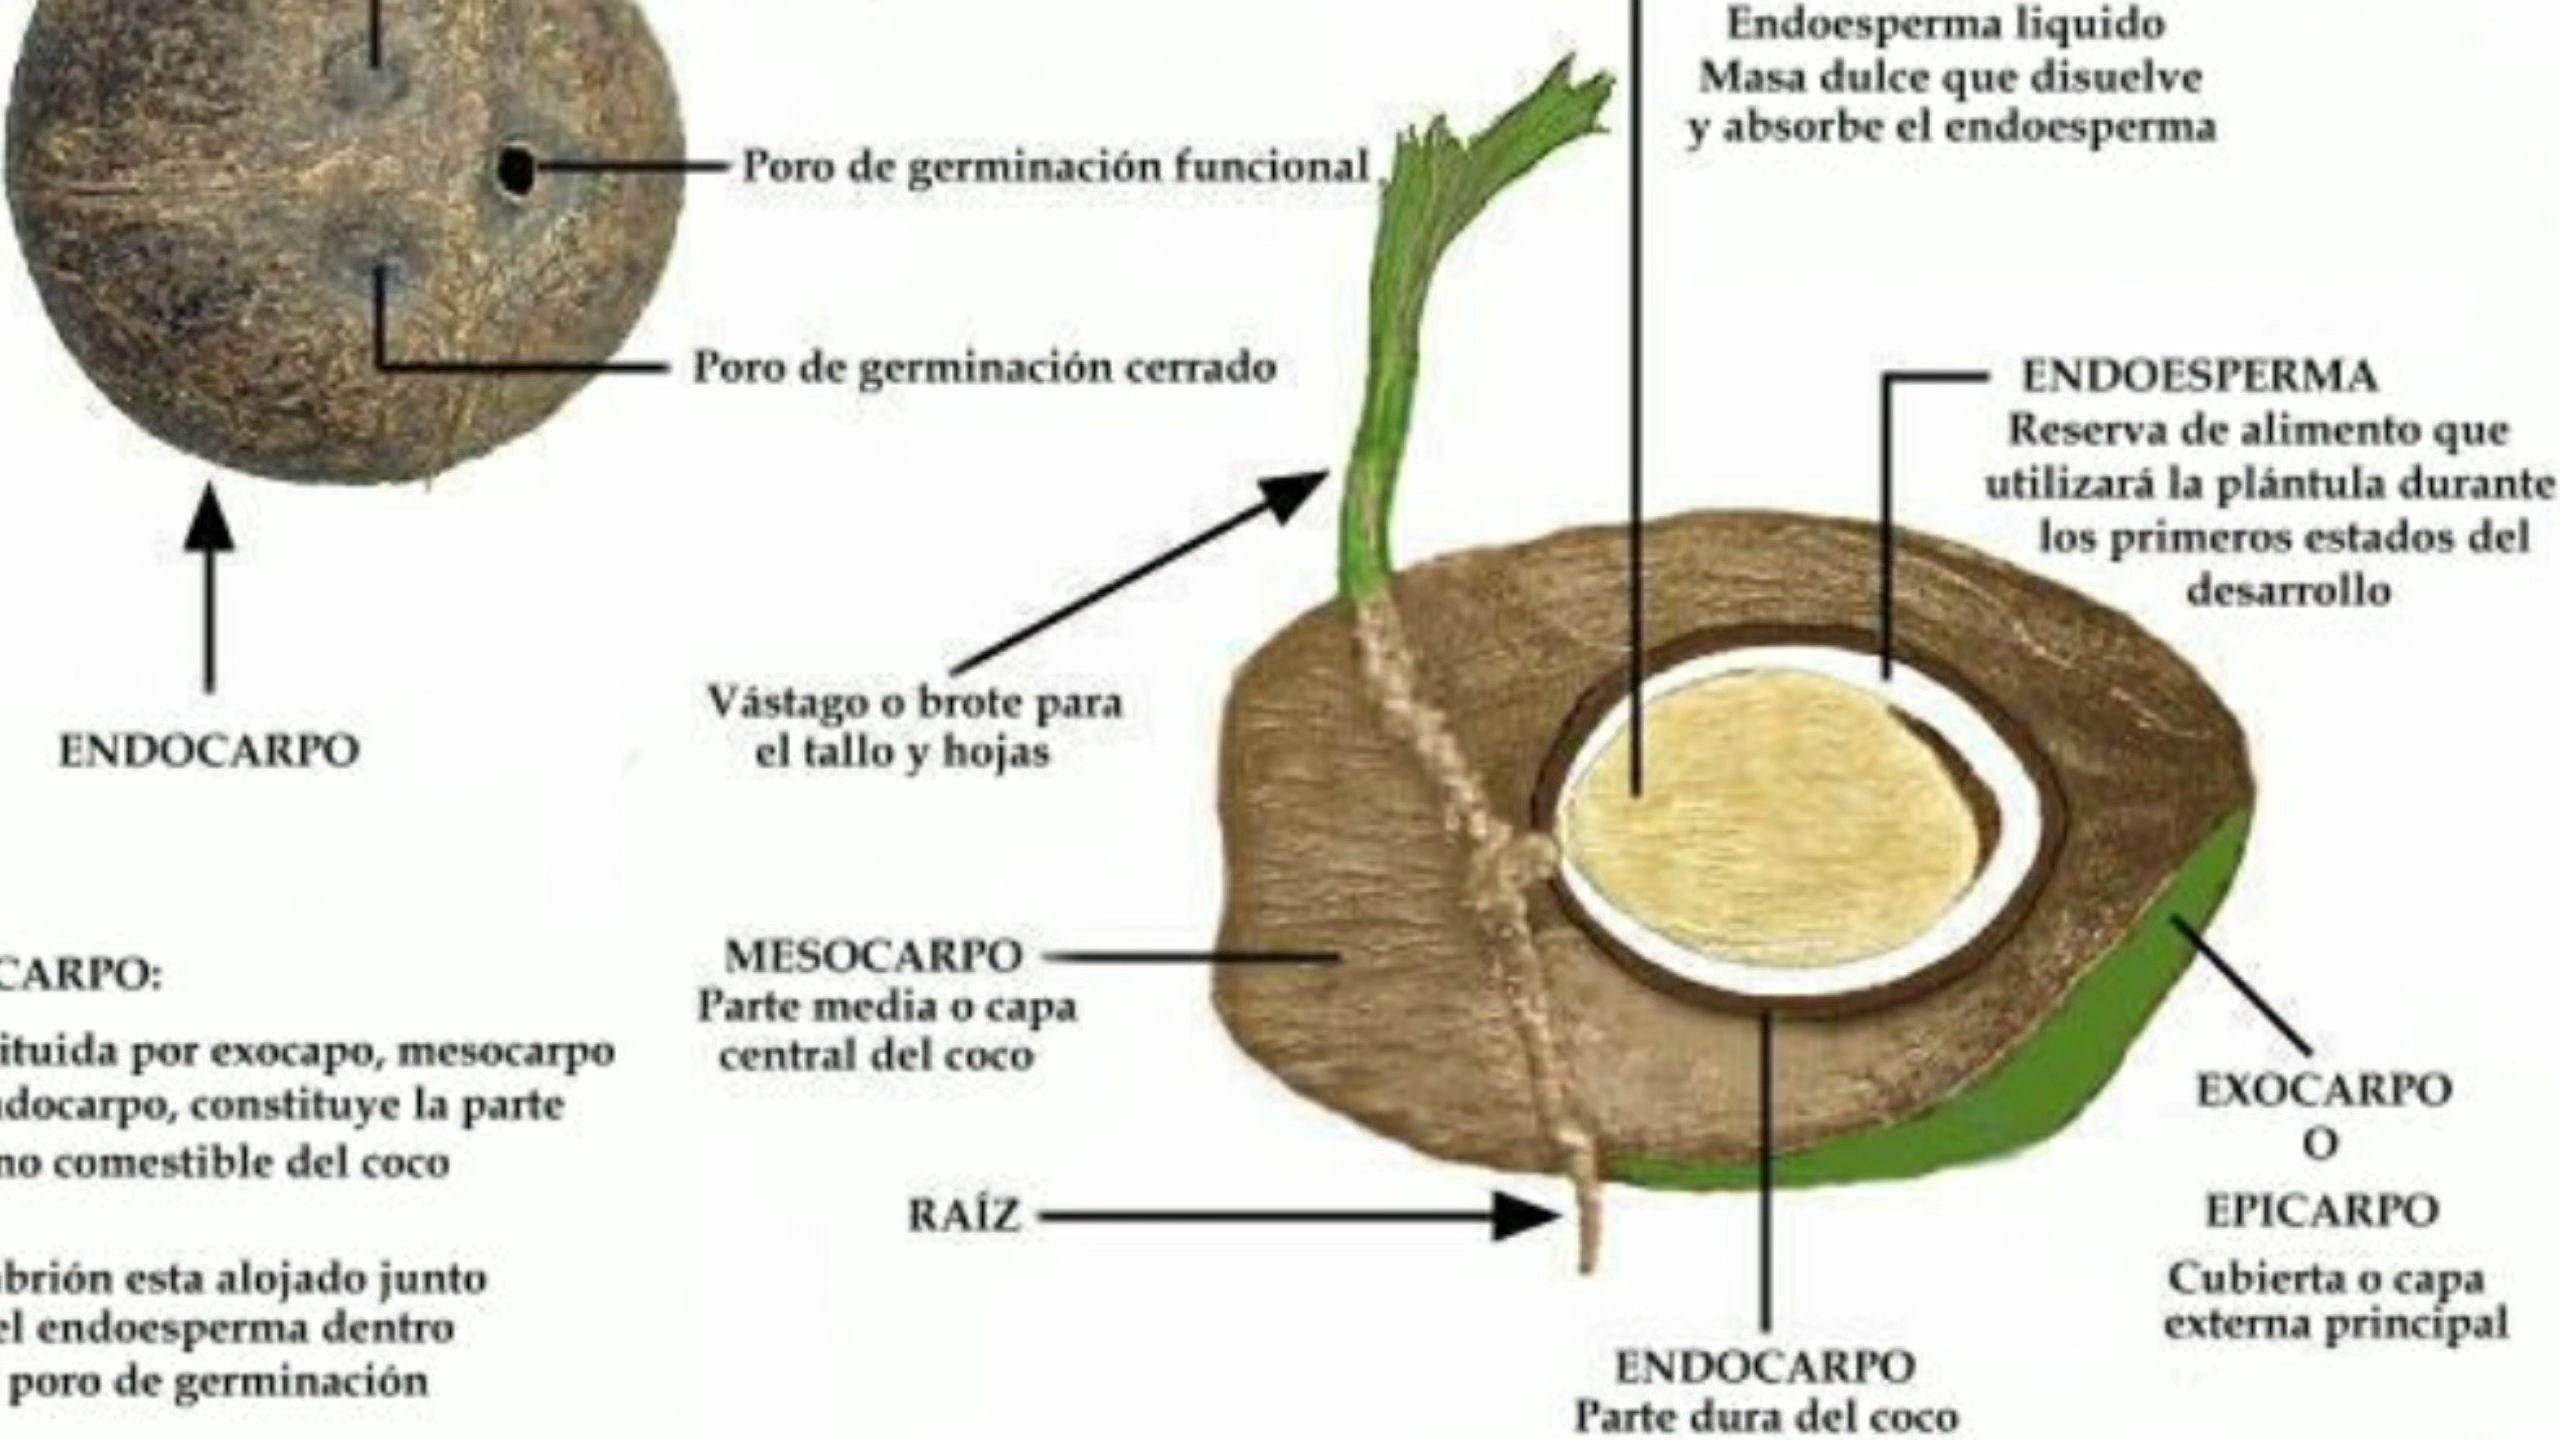 Endoesperma liquido
Masa dulce que disuelve
y absorbe el endoesperma
Poro de germinación funcional
Poro de germinación cerrado
ENDOESPERMA
Reserva de alimento que
utilizará la plántula durante
los primeros estados del
desarrollo
Vástago o brote para
el tallo y hojas
ENDOCARPO
MESOCARPO
Parte media o capa
central del coco
CARPO:
ituida por exocapo, mesocarpo
docarpo, constituye la parte
no comestible del coco
RAÍZ
EXOCARPO
O
EPICARPO
Cubierta o capa
externa principal
brión esta alojado junto
el endoesperma dentro
poro de germinación
ENDOCARPO
Parte dura del coco